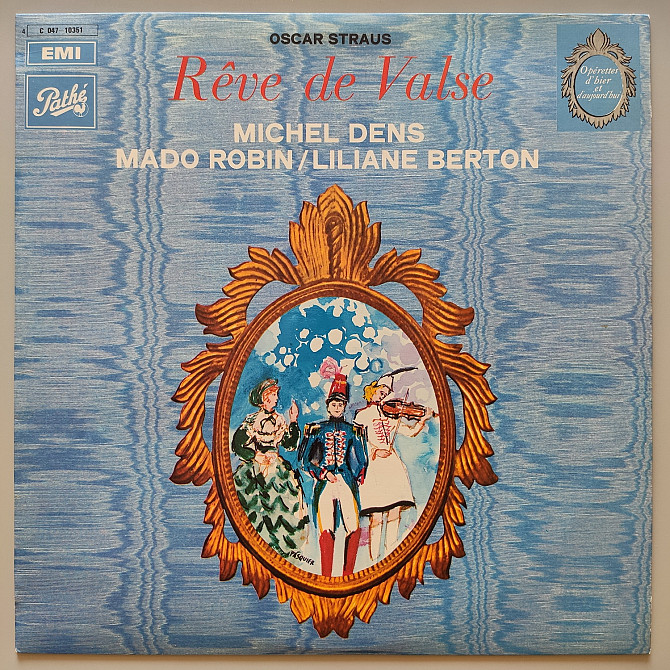 4 C 047-10351
EMI
Pathé
OSCAR STRAUS
Rêve de Valse
MICHEL DENS
MADO ROBIN/LILIANE BERTON
Opérettes
d'hier
et
d'aujourd'hui
PASQUIER